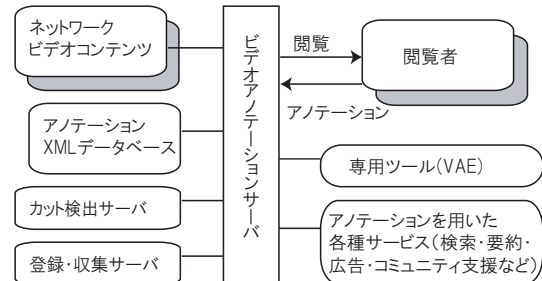 ネットワーク
ビデオコンテンツ
アノテーション
XMLデータベース
カット検出サーバ
登録・収集サーバ
ビデオアノテーションサーバ
閲覧
アノテーション
閲覧者
専用ツール(VAE)
アノテーションを用いた
各種サービス(検索・要約・
広告・コミュニティ支援など)